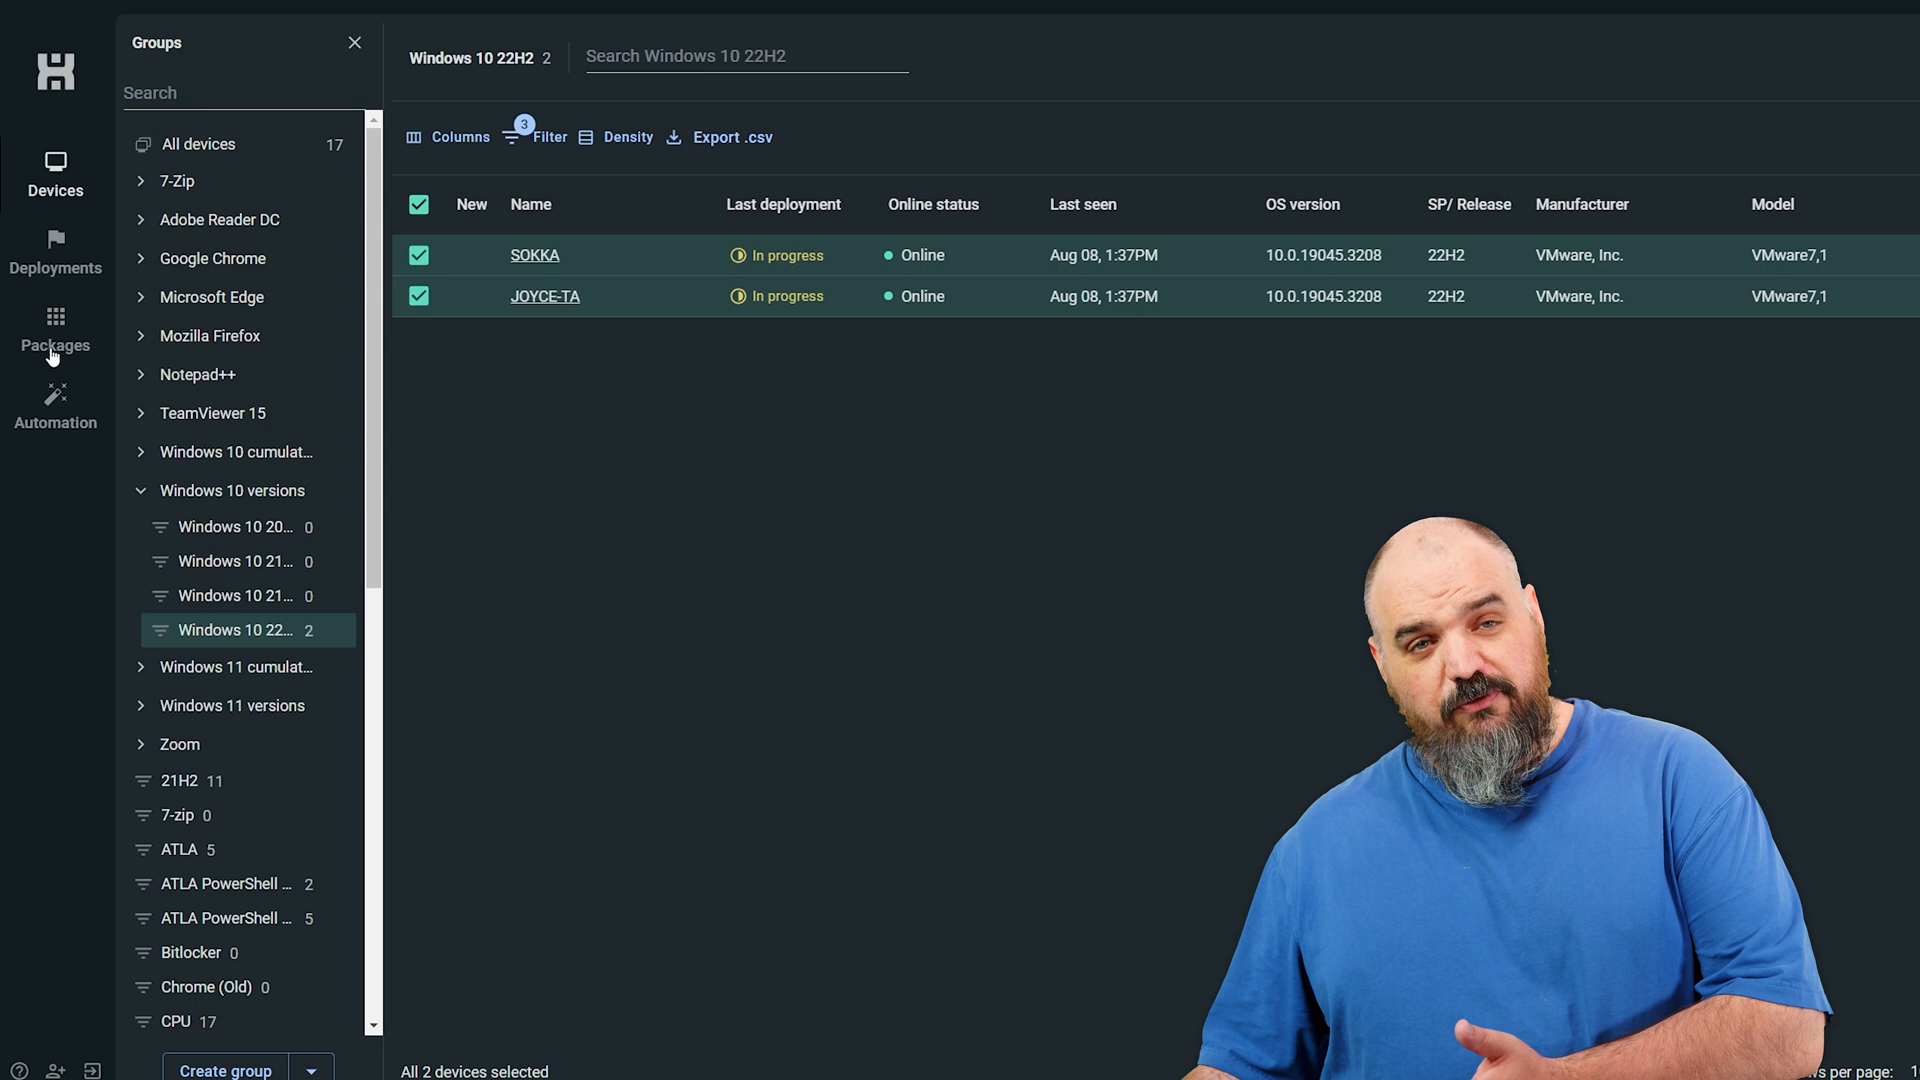 Groups
Search
Devices
Deployments
Packages
Automation
All devices 17
7-Zip
Adobe Reader DC
Google Chrome
Microsoft Edge
Mozilla Firefox
Notepad++
TeamViewer 15
Windows 10 cumulat...
Windows 10 versions
Windows 10 20... 0
Windows 10 21... 0
Windows 10 21... 0
Windows 10 22... 2
Windows 11 cumulat...
Windows 11 versions
Zoom
21H2 11
7-zip 0
ATLA 5
ATLA PowerShell ... 2
ATLA PowerShell ... 5
Bitlocker 0
Chrome (Old) 0
CPU 17
Create group
Windows 10 22H2 2 Search Windows 10 22H2
Columns 3 Filter Density Export .csv
New Name Last deployment Online status Last seen OS version SP/ Release Manufacturer Model
SOKKA In progress Online Aug 08, 1:37PM 10.0.19045.3208 22H2 VMware, Inc. VMware7,1
JOYCE-TA In progress Online Aug 08, 1:37PM 10.0.19045.3208 22H2 VMware, Inc. VMware7,1
All 2 devices selected
per page: